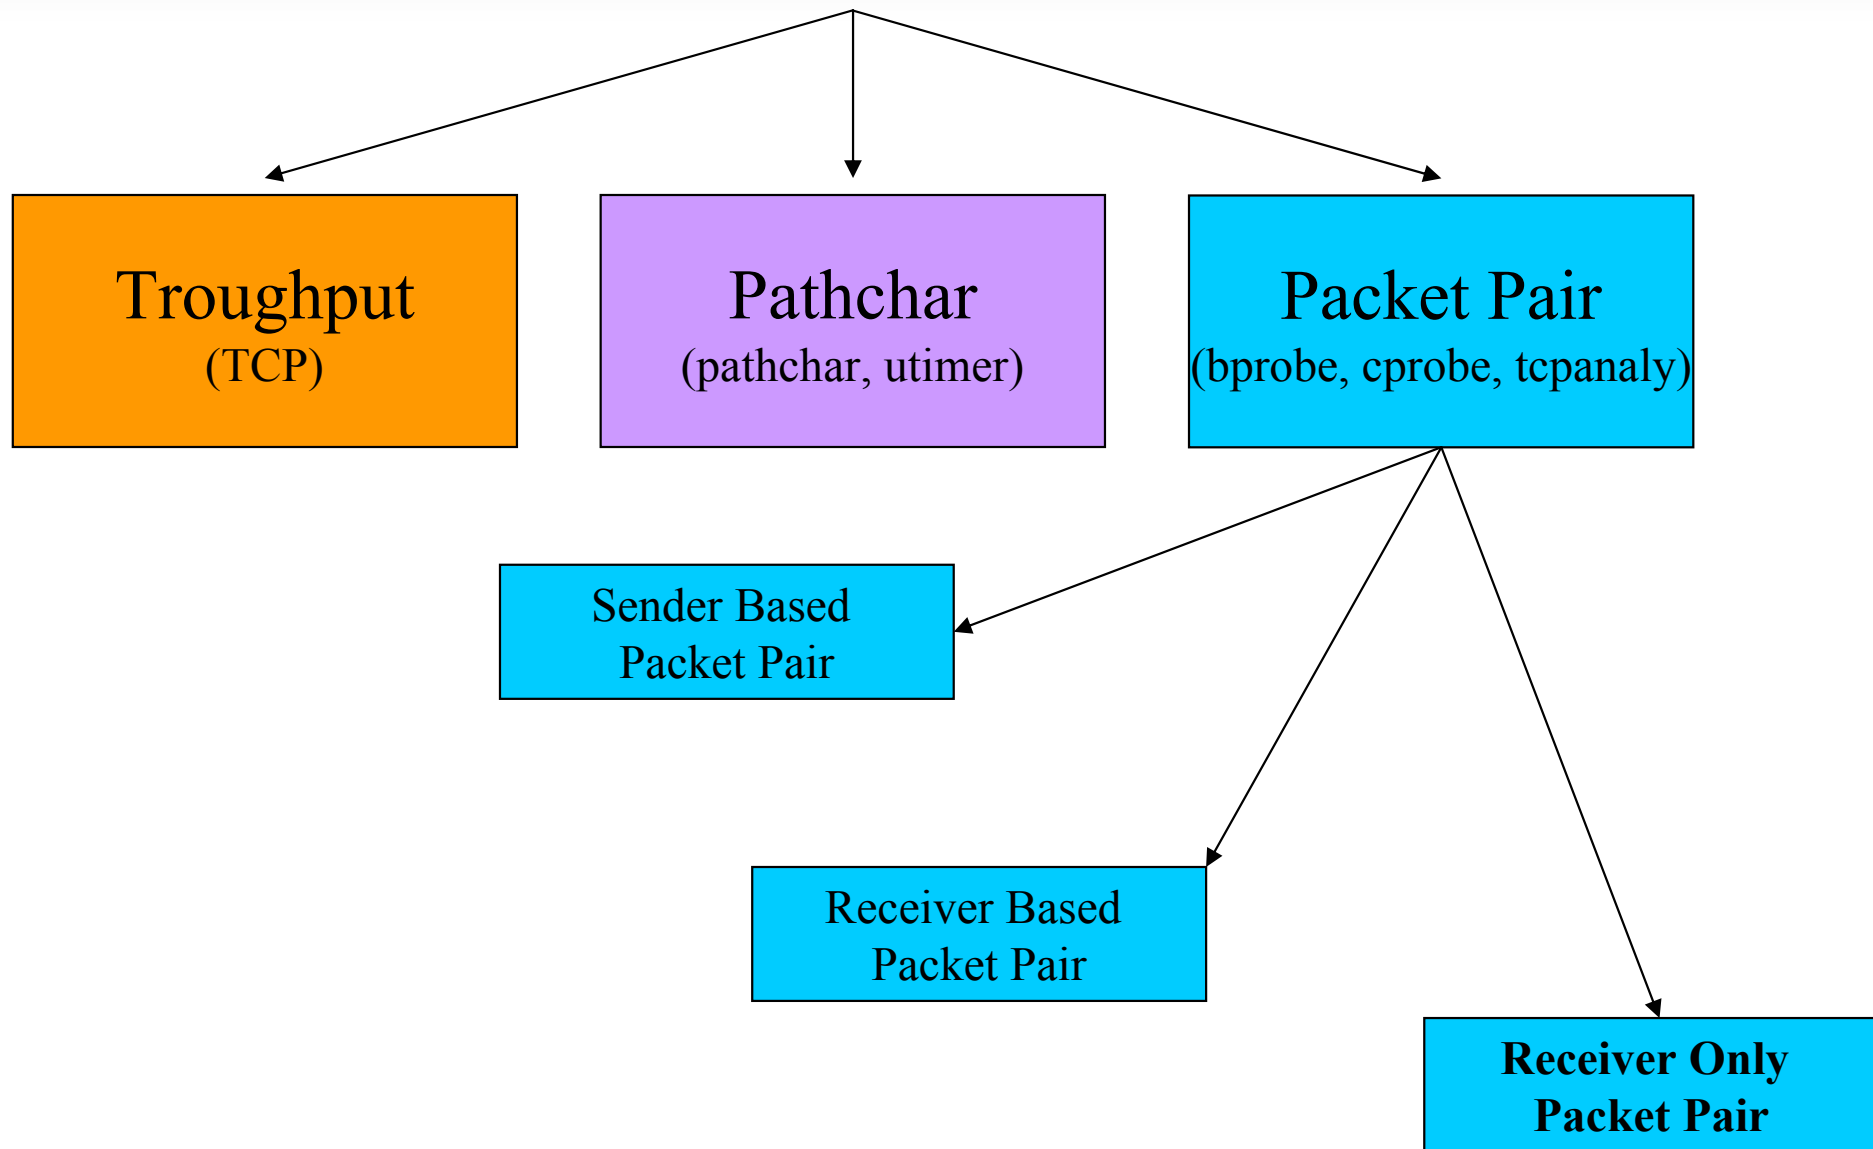 Troughput
(TCP)
Pathchar
(pathchar, utimer)
Packet Pair
(bprobe, cprobe, tcpanaly)
Sender Based
Packet Pair
Receiver Based
Packet Pair
Receiver Only
Packet Pair